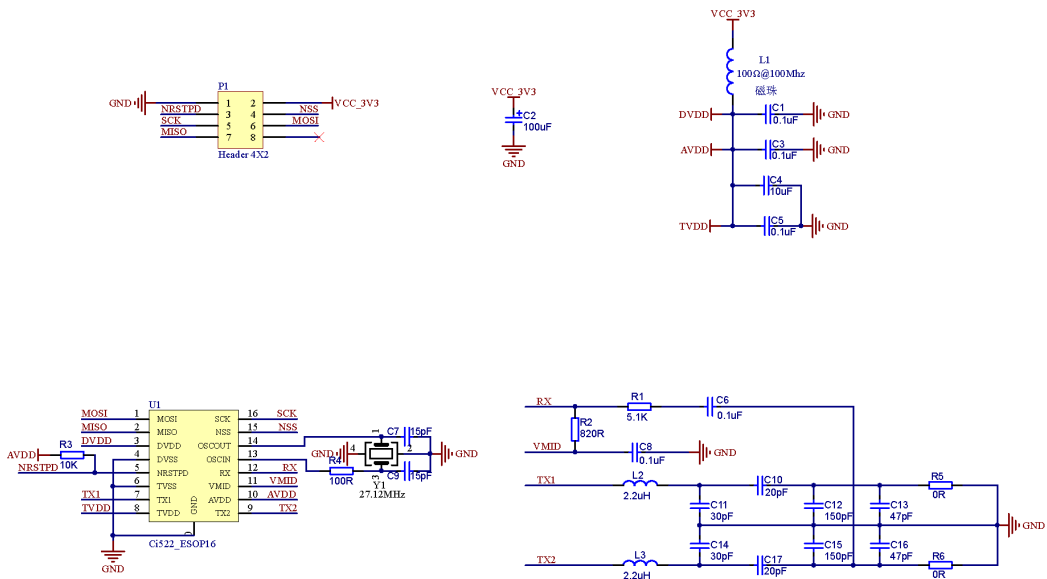 VCC_3V3
L1
100Ω@100Mhz
磁珠
P1
GND
1
2
VCC_3V3
NRSTPD
3
4
NSS
SCK
5
6
MOSI
MISO
7
8
Header 4X2
VCC_3V3
C2
100uF
GND
DVDD
C1
0.1uF
GND
AVDD
C3
0.1uF
GND
C4
10uF
TVDD
C5
0.1uF
GND
U1
MOSI
1
MOSI
SCK
16
SCK
MISO
2
MISO
NSS
15
NSS
DVDD
3
DVDD
OSCOUT
14
4
DVSS
OSCIN
13
AVDD
R3
10K
NRSTPD
5
NRSTPD
RX
12
RX
6
TVSS
VMID
11
VMID
TX1
7
TX1
AVDD
10
AVDD
TVDD
8
TVDD
TX2
9
TX2
GND
0
Ci522_ESOP16
GND
C7
15pF
1
GND
4
2
GND
R4
100R
3
C9
15pF
Y1
27.12MHz
RX
R1
5.1K
C6
0.1uF
R2
820R
VMID
C8
0.1uF
GND
TX1
L2
2.2uH
C10
20pF
R5
0R
C11
30pF
C12
150pF
C13
47pF
GND
C14
30pF
C15
150pF
C16
47pF
TX2
L3
2.2uH
C17
20pF
R6
0R